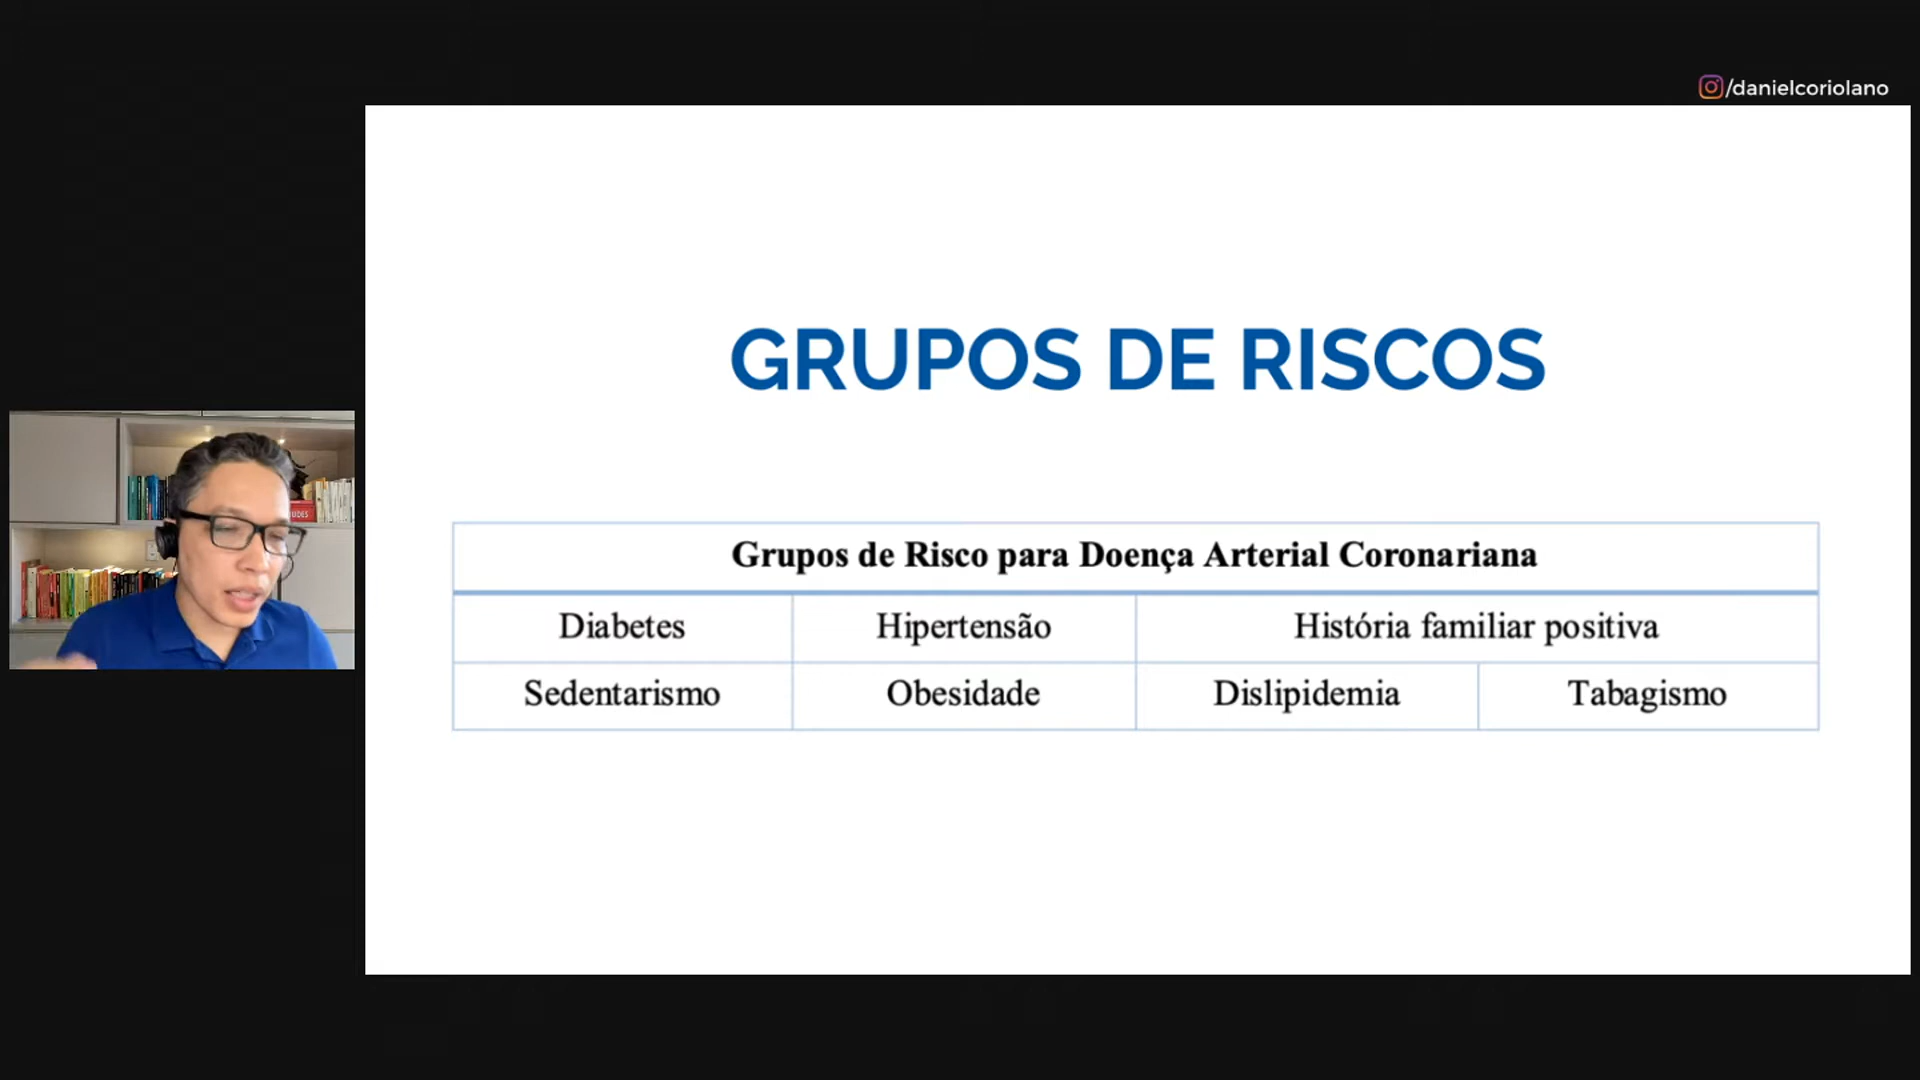 /danielcoriolano
GRUPOS DE RISCOS
Grupos de Risco para Doença Arterial Coronariana
Diabetes Hipertensão História familiar positiva
Sedentarismo Obesidade Dislipidemia Tabagismo